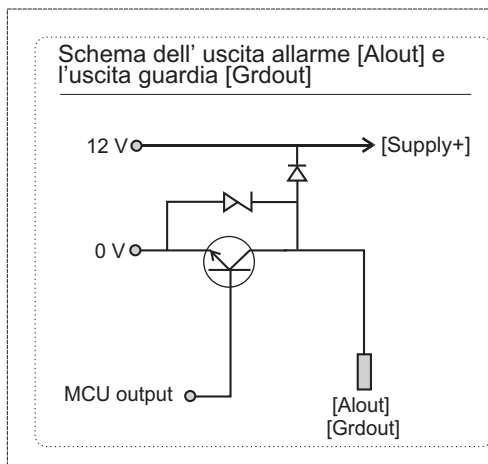 Schema dell' uscita allarme [Alout] e
l'uscita guardia [Grdout]
12 V
[Supply+]
0 V
MCU output
[Alout]
[Grdout]